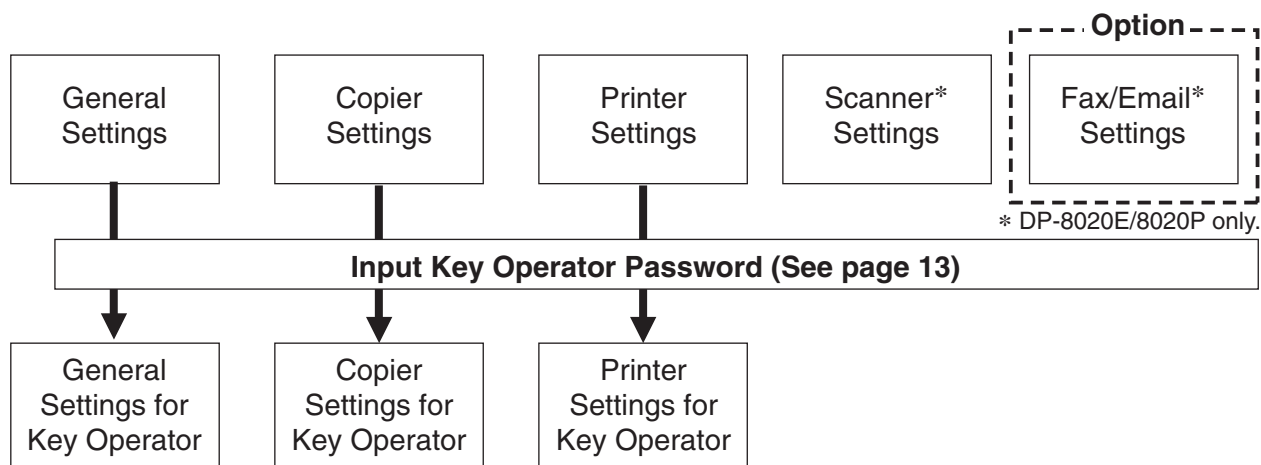 Option
General
Settings
Copier
Settings
Printer
Settings
Scanner*
Settings
Fax/Email*
Settings
* DP-8020E/8020P only.
Input Key Operator Password (See page 13)
General
Settings for
Key Operator
Copier
Settings for
Key Operator
Printer
Settings for
Key Operator